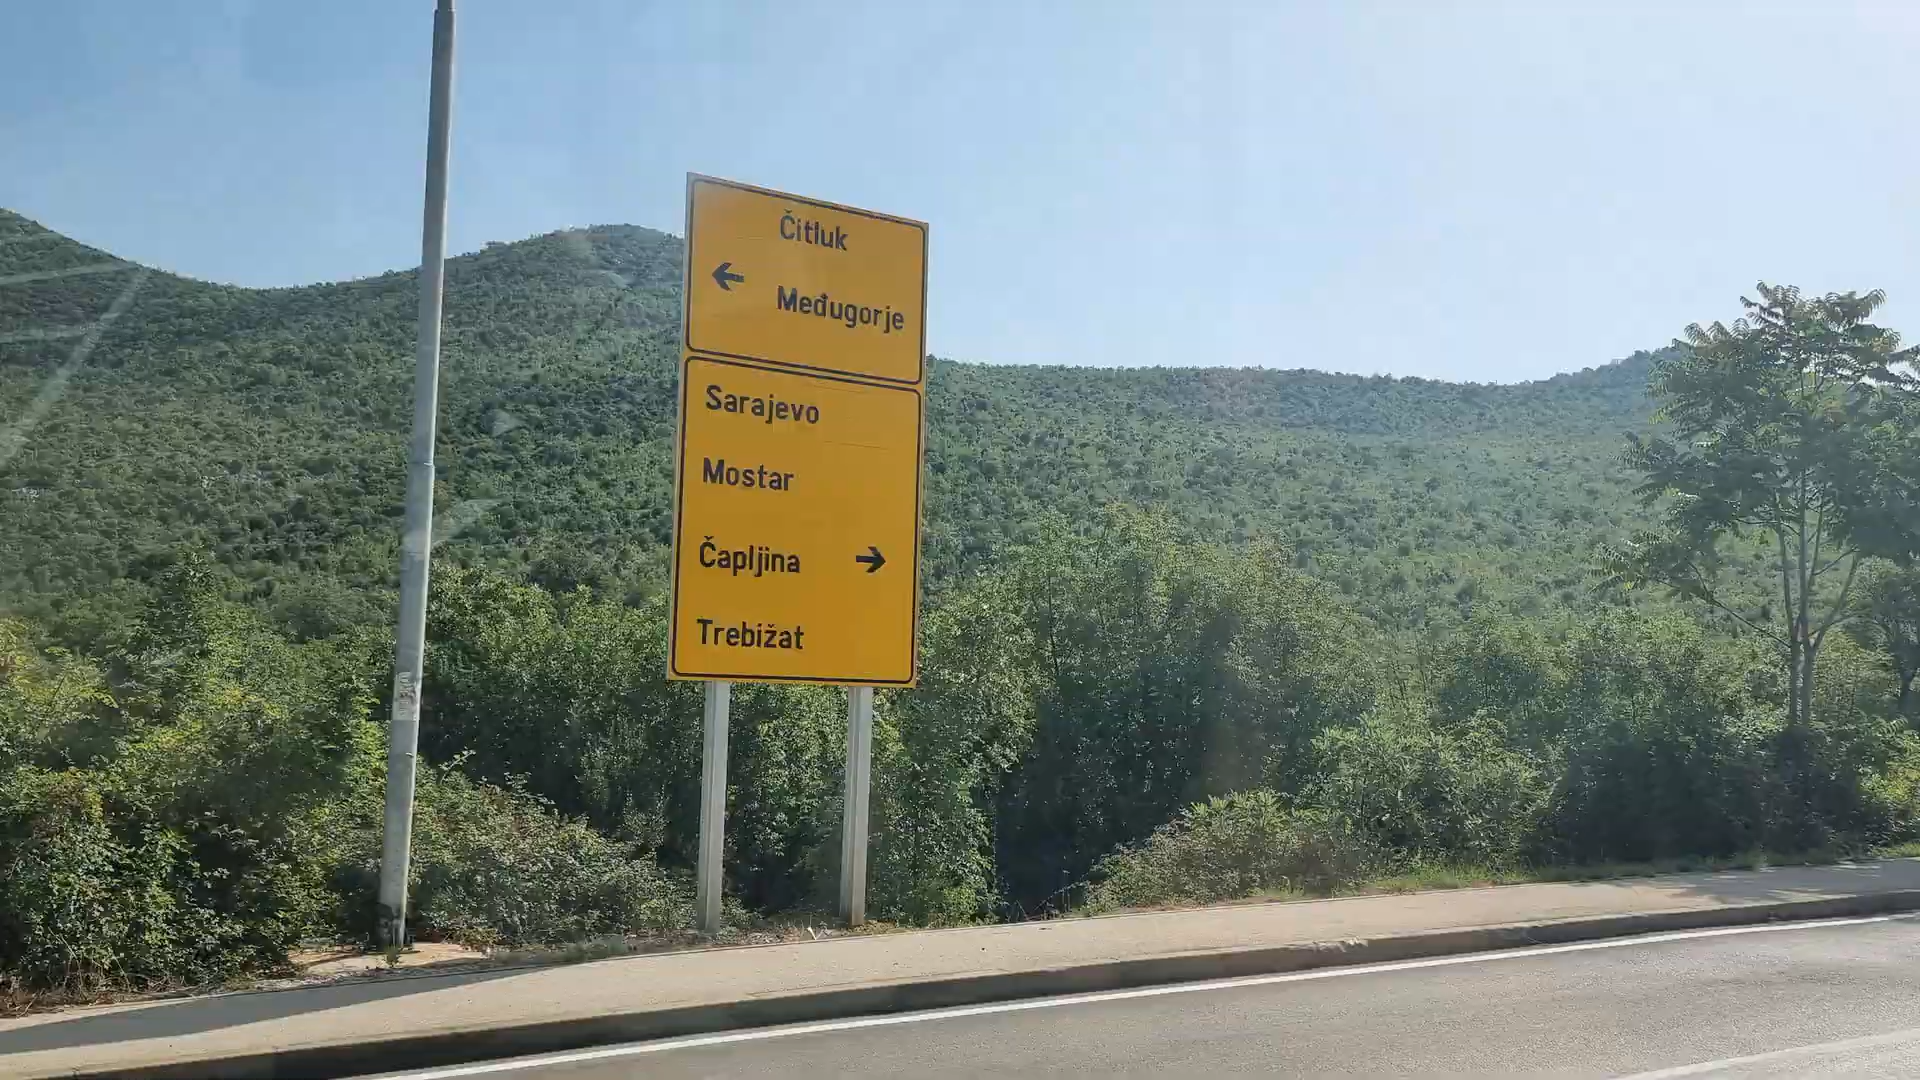 Čitluk
← Međugorje
Sarajevo
Mostar
Čapljina →
Trebižat